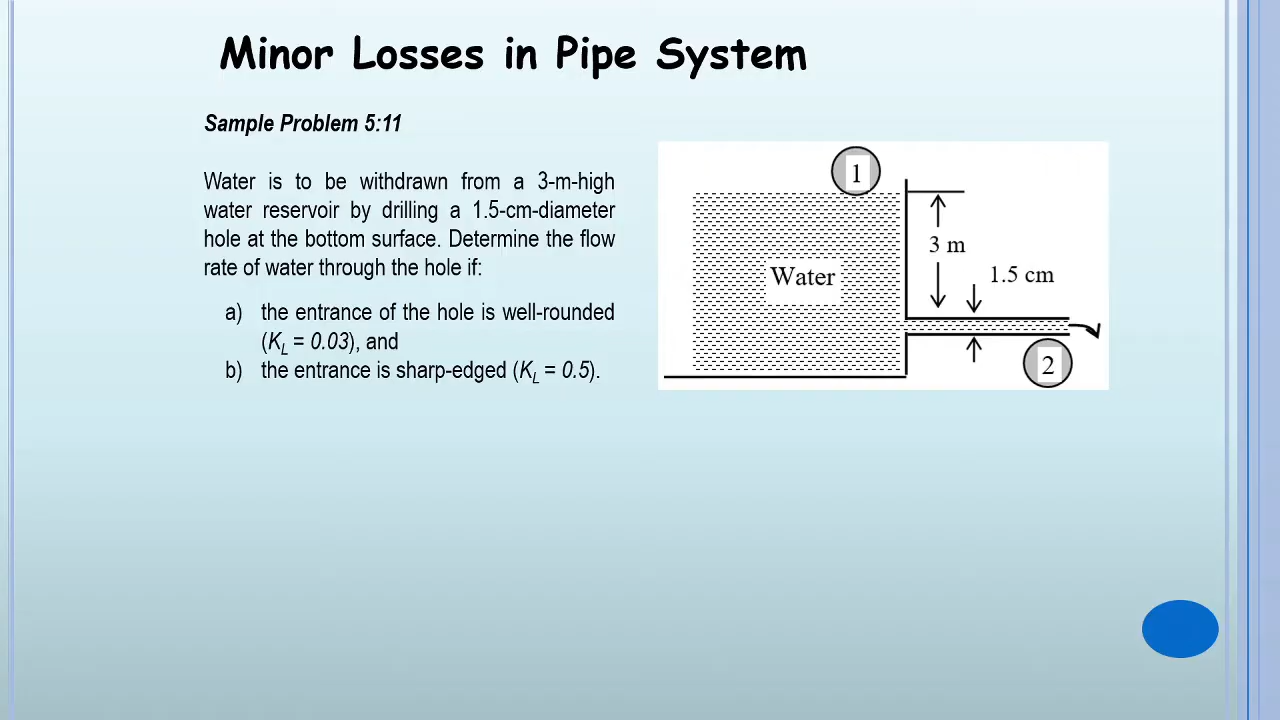 Minor Losses in Pipe System
Sample Problem 5:11
Water is to be withdrawn from a 3-m-high
water reservoir by drilling a 1.5-cm-diameter
hole at the bottom surface. Determine the flow
rate of water through the hole if:
a) the entrance of the hole is well-rounded
(K_L = 0.03), and
b) the entrance is sharp-edged (K_L = 0.5).
1
3 m
Water
1.5 cm
2